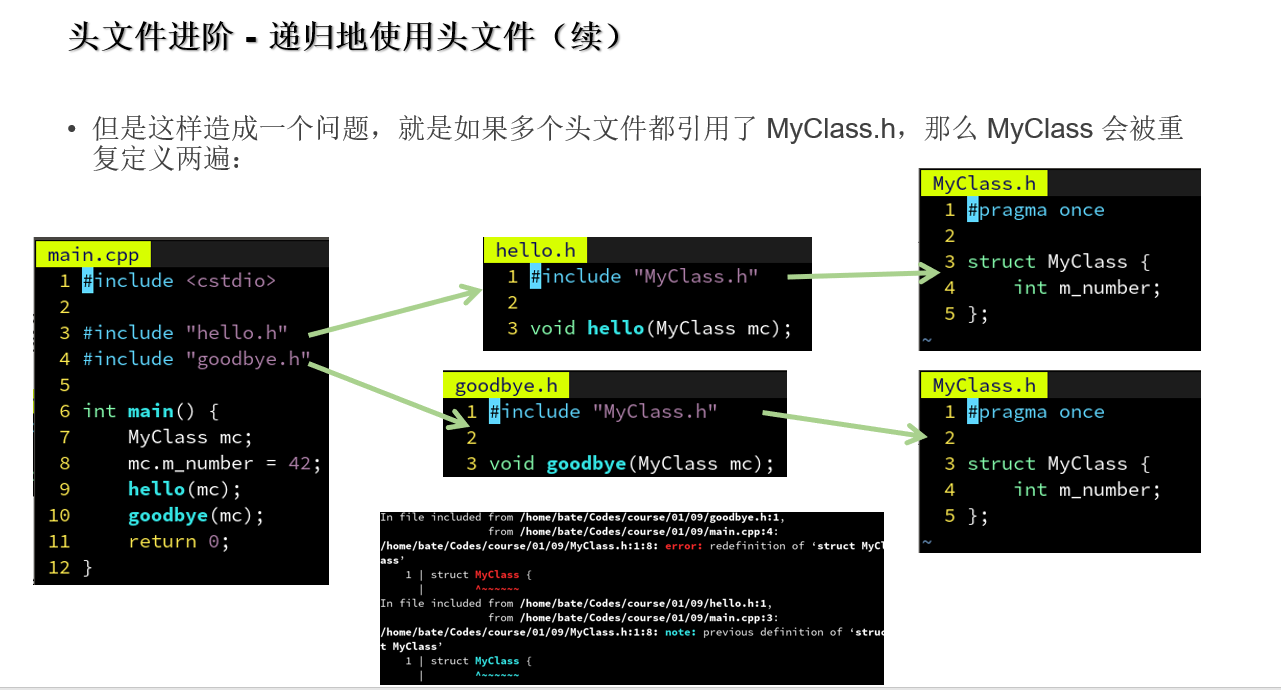 头文件进阶 - 递归地使用头文件（续）
• 但是这样造成一个问题，就是如果多个头文件都引用了 MyClass.h，那么 MyClass 会被重
复定义两遍：
main.cpp
1 #include <cstdio>
2
3 #include "hello.h"
4 #include "goodbye.h"
5
6 int main() {
7     MyClass mc;
8     mc.m_number = 42;
9     hello(mc);
10     goodbye(mc);
11     return 0;
12 }
hello.h
1 #include "MyClass.h"
2
3 void hello(MyClass mc);
goodbye.h
1 #include "MyClass.h"
2
3 void goodbye(MyClass mc);
MyClass.h
1 #pragma once
2
3 struct MyClass {
4     int m_number;
5 };
~
MyClass.h
1 #pragma once
2
3 struct MyClass {
4     int m_number;
5 };
~
In file included from /home/bate/Codes/course/01/09/goodbye.h:1,
                 from /home/bate/Codes/course/01/09/main.cpp:4:
/home/bate/Codes/course/01/09/MyClass.h:1:8: error: redefinition of ‘struct MyCl
ass’
    1 | struct MyClass {
      |        ^~~~~~~
In file included from /home/bate/Codes/course/01/09/hello.h:1,
                 from /home/bate/Codes/course/01/09/main.cpp:3:
/home/bate/Codes/course/01/09/MyClass.h:1:8: note: previous definition of ‘struc
t MyClass’
    1 | struct MyClass {
      |        ^~~~~~~